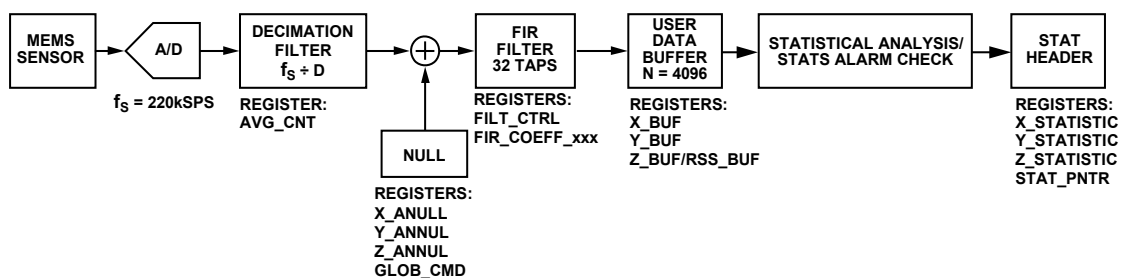 MEMS
SENSOR
A/D
fS = 220kSPS
DECIMATION
FILTER
fS ÷ D
REGISTER:
AVG_CNT
NULL
REGISTERS:
X_ANULL
Y_ANNUL
Z_ANNUL
GLOB_CMD
FIR
FILTER
32 TAPS
REGISTERS:
FILT_CTRL
FIR_COEFF_xxx
USER
DATA
BUFFER
N = 4096
REGISTERS:
X_BUF
Y_BUF
Z_BUF/RSS_BUF
STATISTICAL ANALYSIS/
STATS ALARM CHECK
STAT
HEADER
REGISTERS:
X_STATISTIC
Y_STATISTIC
Z_STATISTIC
STAT_PNTR